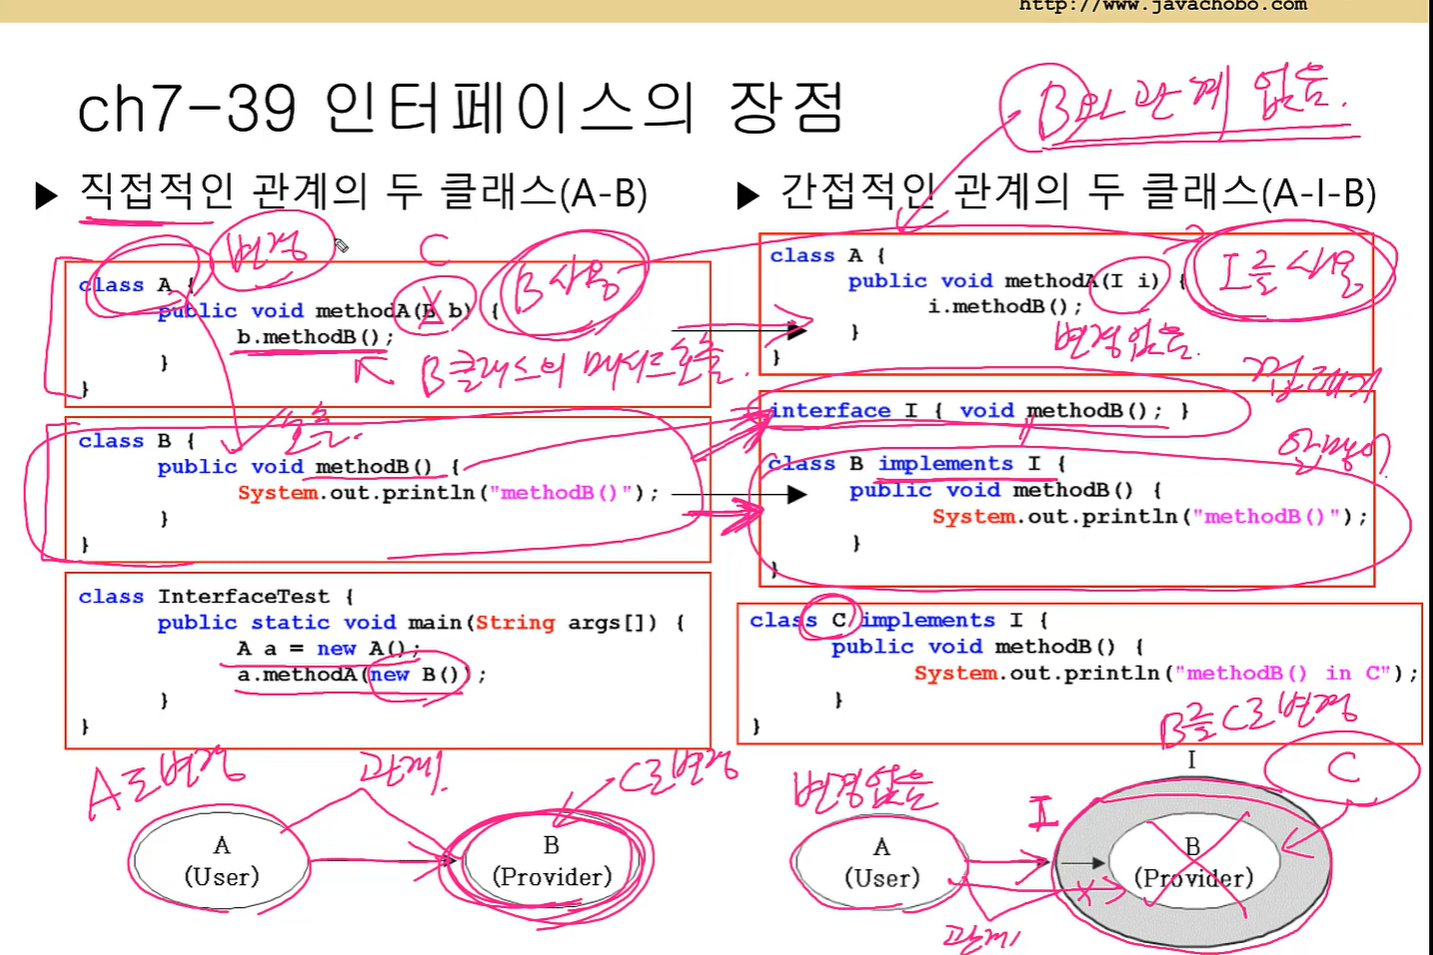 http://www.javachobo.com
ch7-39 인터페이스의 장점
B와 관계 없음.
▶ 직접적인 관계의 두 클래스(A-B)
변경
C
B 사용
class A {
public void methodA(B b) {
b.methodB();
}
}
B클래스의 메서드 호출.
호출.
class B {
public void methodB() {
System.out.println("methodB()");
}
}
class InterfaceTest {
public static void main(String args[]) {
A a = new A();
a.methodA(new B());
}
}
A도 변경
관계
C로 변경
A
(User)
B
(Provider)
▶ 간접적인 관계의 두 클래스(A-I-B)
I를 사용
class A {
public void methodA(I i) {
i.methodB();
}
}
변경없음.
껍데기
interface I { void methodB(); }
알맹이
class B implements I {
public void methodB() {
System.out.println("methodB()");
}
}
class C implements I {
public void methodB() {
System.out.println("methodB() in C");
}
}
B를 C로 변경
변경없음
I
I
C
A
(User)
B
(Provider)
관계